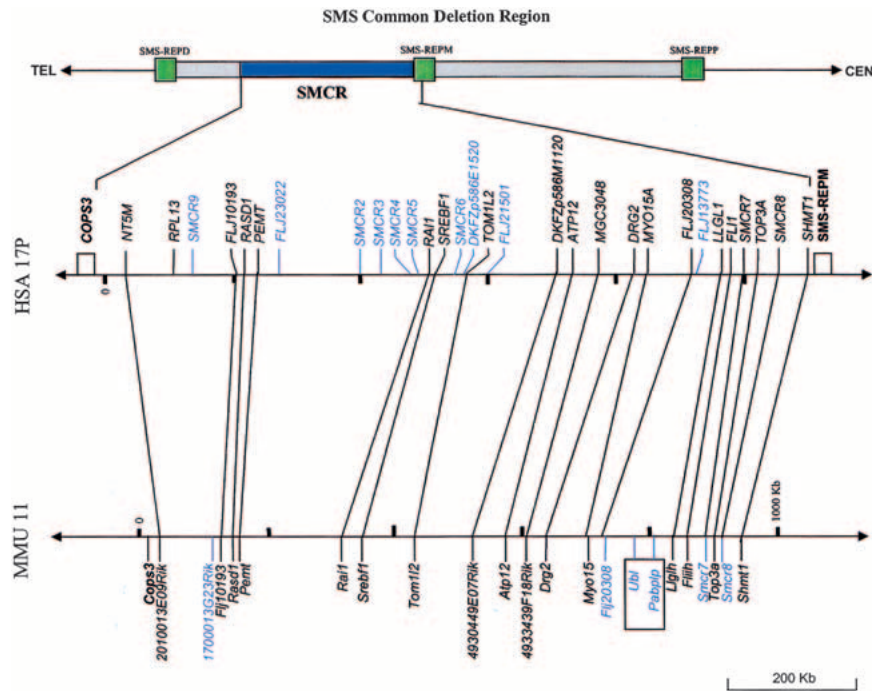 SMS Common Deletion Region
SMS-REPD
SMS-REPM
SMS-REPP
TEL
CEN
SMCR
COPS3
NT5M
RPL13
SMCR9
FLJ10193
RASD1
PEMT
FLJ23022
SMCR2
SMCR3
SMCR4
SMCR5
RAI1
SREBF1
SMCR6
DKFZp586E1520
TOM1L2
FLJ21501
DKFZp586M1120
ATP12
MGC3048
DRG2
MYO15A
FLJ20308
FLJ13773
LLGL1
FLI1
SMCR7
TOP3A
SMCR8
SHMT1
SMS-REPM
HSA 17P
0
MMU 11
0
1000 Kb
Cops3
2010013E09Rik
1700013G23Rik
Flj10193
Rasd1
Pemt
Rai1
Srebf1
Tom1l2
4930449E07Rik
Atp12
4933439F18Rik
Drg2
Myo15
Flj20308
Ubl
Pabplp
Llglh
Fliih
Smcr7
Top3a
Smcr8
Shmt1
200 Kb